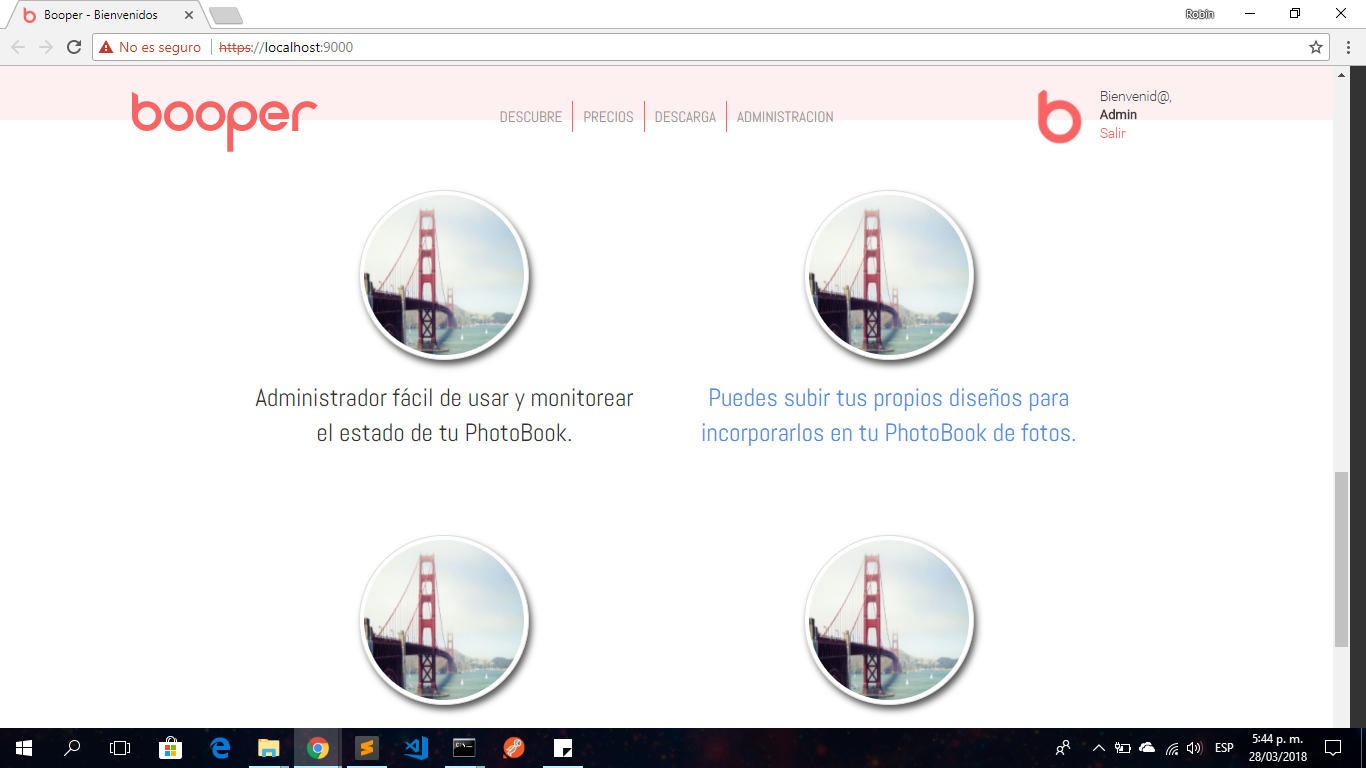 Booper - Bienvenidos
Robin
No es seguro
https://localhost:9000
booper
DESCUBRE
PRECIOS
DESCARGA
ADMINISTRACION
b
Bienvenid@,
Admin
Salir
Administrador fácil de usar y monitorear
el estado de tu PhotoBook.
Puedes subir tus propios diseños para
incorporarlos en tu PhotoBook de fotos.
ESP
5:44 p. m.
28/03/2018